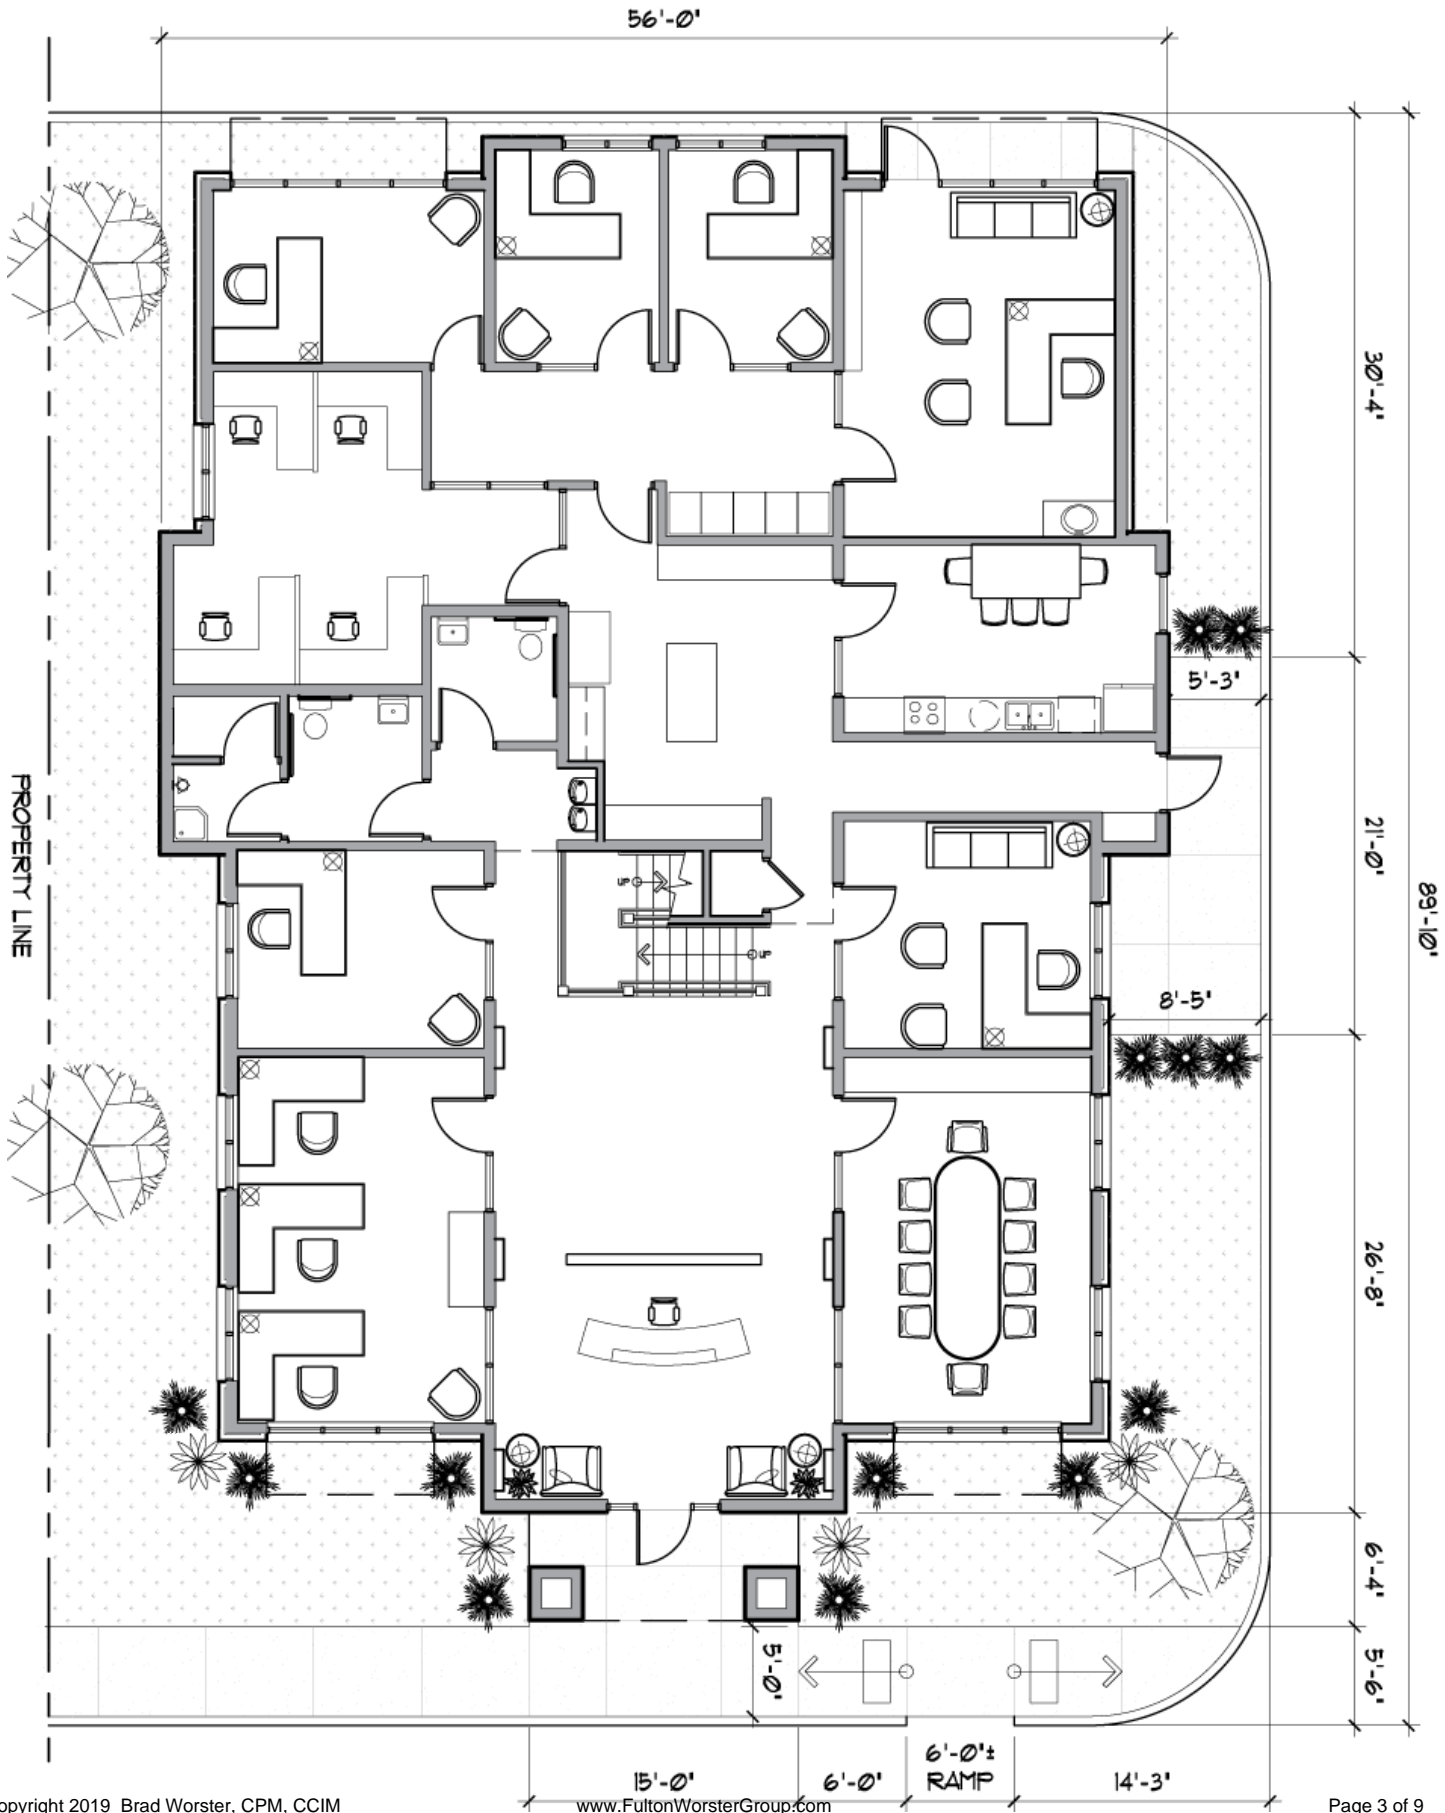 56'-0"
30'-4"
5'-3"
PROPERTY LINE
21'-0"
89'-10"
UP
UP
8'-5"
26'-8"
6'-4"
5'-0"
5'-6"
15'-0"
6'-0"
6'-0"±
RAMP
14'-3"
opyright 2019 Brad Worster, CPM, CCIM
www.FultonWorsterGroup.com
Page 3 of 9